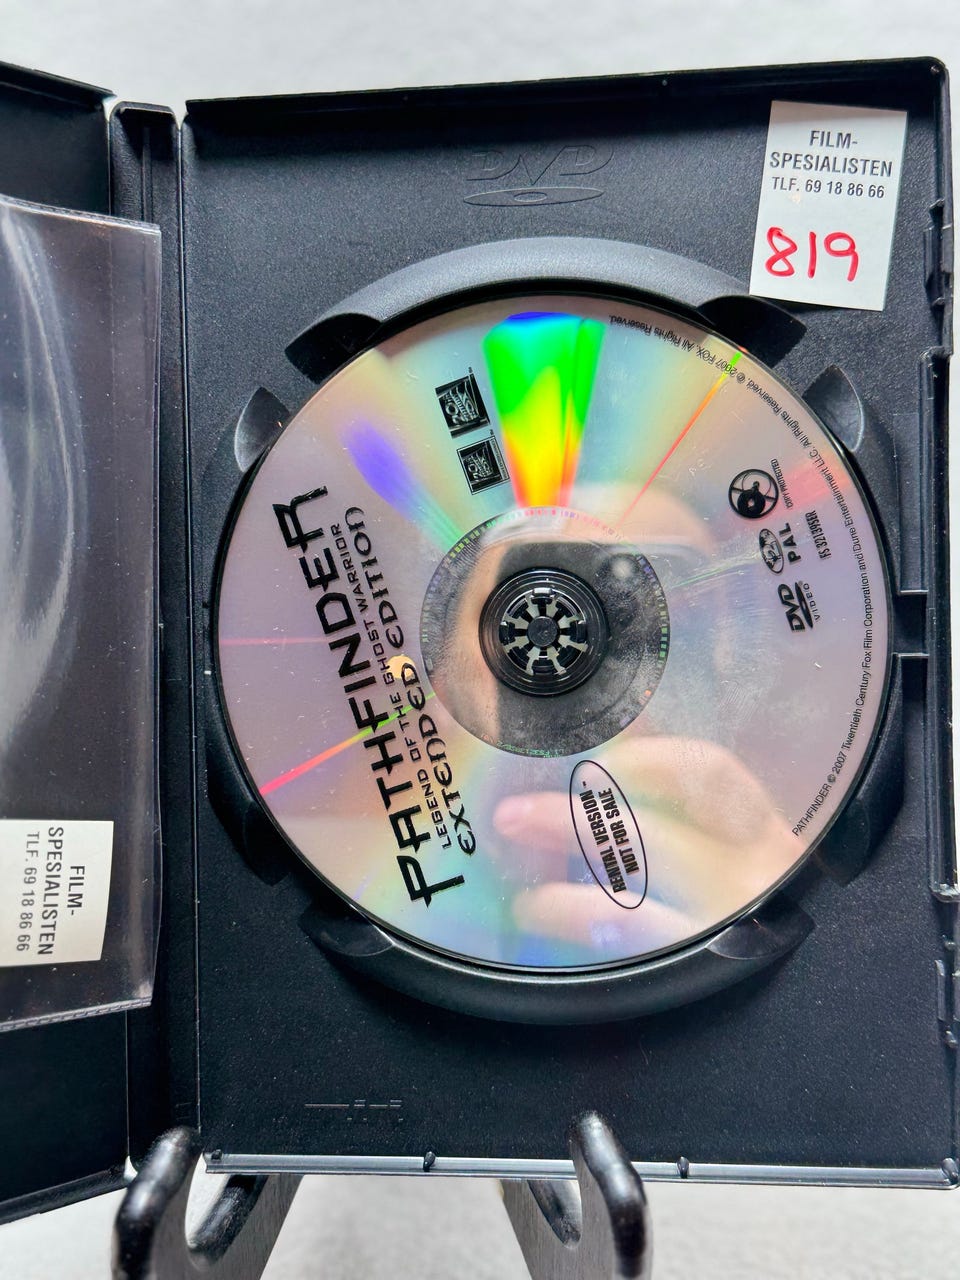 DVD
FILM-
SPESIALISTEN
TLF. 69 18 86 66
819
PATHFINDER
LEGEND OF THE GHOST WARRIOR
EXTENDED EDITION
COPY PROTECTED
PAL
DVD
VIDEO
RENTAL VERSION -
NOT FOR SALE
PATHFINDER © 2007 Twentieth Century Fox Film Corporation and Dune Entertainment LLC. All Rights Reserved. © 2007 FOX. All Rights Reserved.
FILM-
SPESIALISTEN
TLF. 69 18 86 66